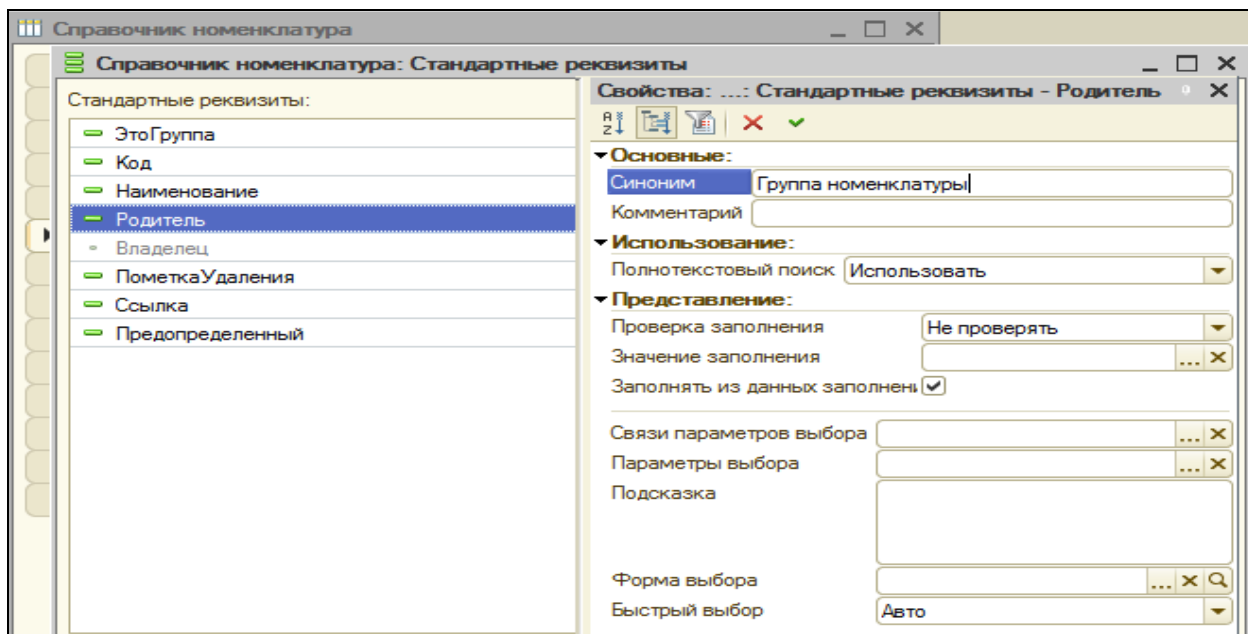 Справочник номенклатура
Справочник номенклатура: Стандартные реквизиты
Стандартные реквизиты:
ЭтоГруппа
Код
Наименование
Родитель
Владелец
ПометкаУдаления
Ссылка
Предопределенный
Свойства: ...: Стандартные реквизиты - Родитель
Основные:
Синоним Группа номенклатуры
Комментарий
Использование:
Полнотекстовый поиск Использовать
Представление:
Проверка заполнения Не проверять
Значение заполнения ...
Заполнять из данных заполнени
Связи параметров выбора ...
Параметры выбора ...
Подсказка
Форма выбора ...
Быстрый выбор Авто